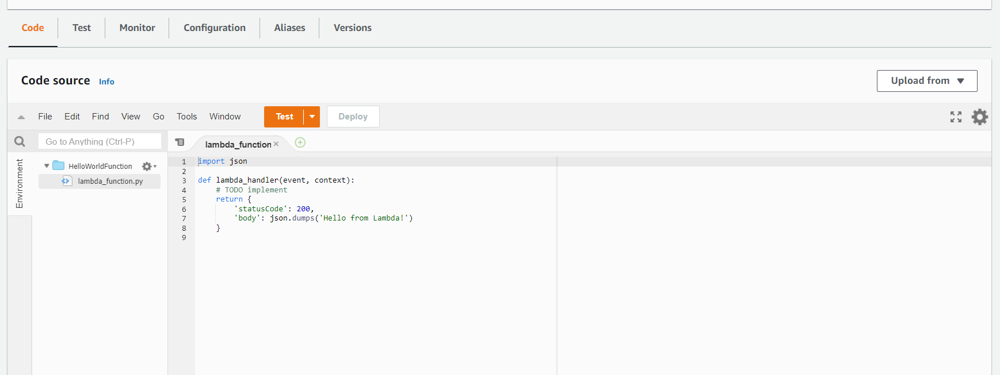 Code Test Monitor Configuration Aliases Versions
Code source Info Upload from
File Edit Find View Go Tools Window Test Deploy
Go to Anything (Ctrl-P) lambda_function
Environment
HelloWorldFunction
lambda_function.py
1 import json
2
3 def lambda_handler(event, context):
4     # TODO implement
5     return {
6         'statusCode': 200,
7         'body': json.dumps('Hello from Lambda!')
8     }
9